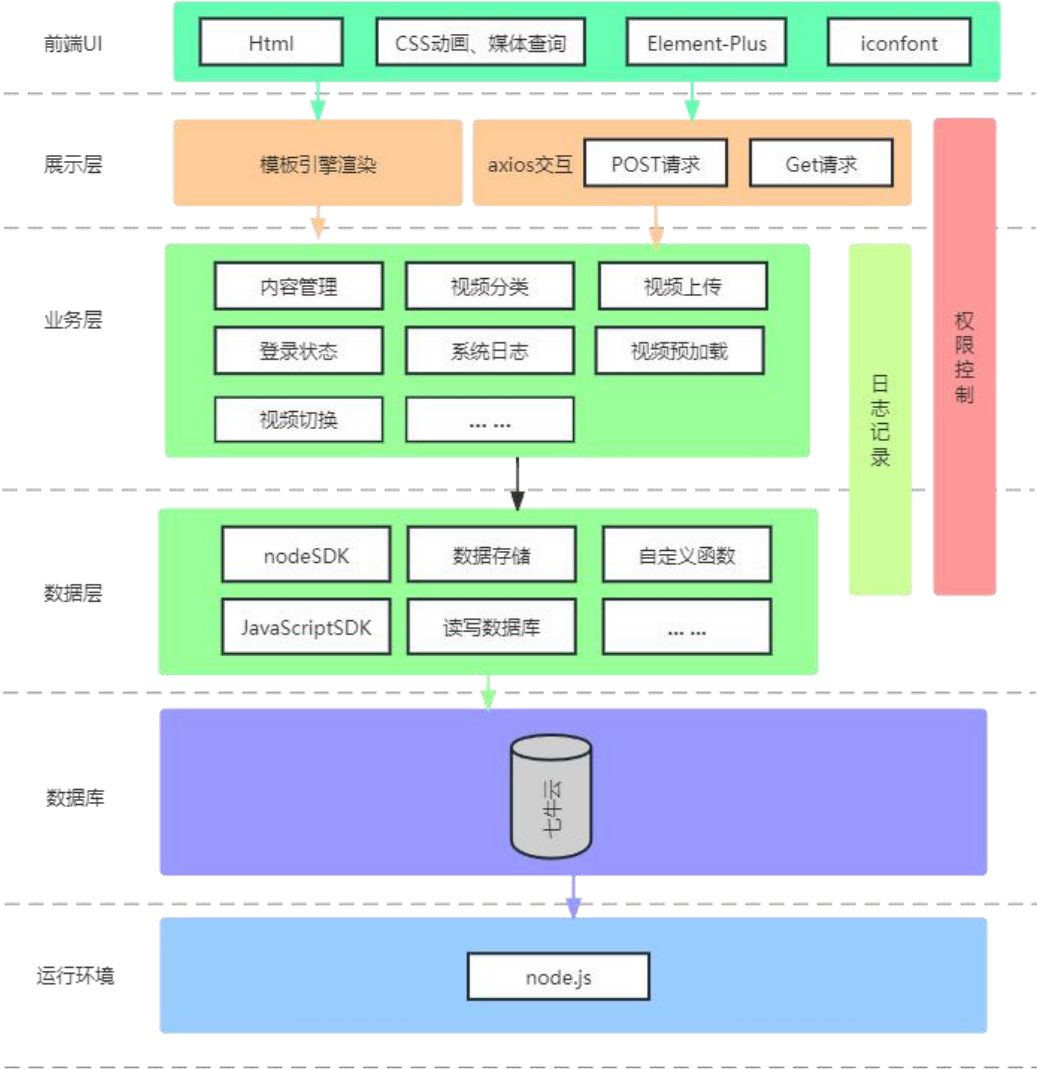 前端UI
Html
CSS动画、媒体查询
Element-Plus
iconfont
展示层
模板引擎渲染
axios交互
POST请求
Get请求
权限控制
业务层
内容管理
视频分类
视频上传
登录状态
系统日志
视频预加载
视频切换
... ...
日志记录
数据层
nodeSDK
数据存储
自定义函数
JavaScriptSDK
读写数据库
... ...
数据库
七牛云
运行环境
node.js